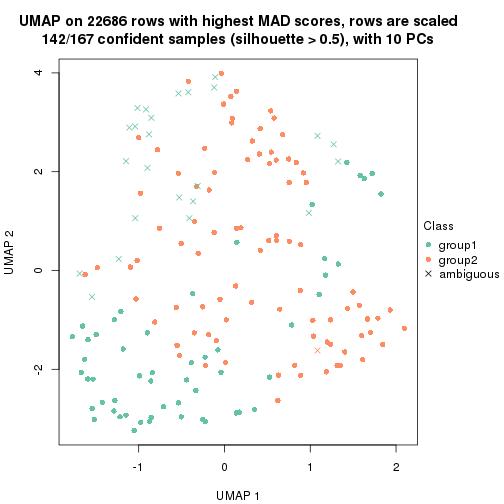 UMAP on 22686 rows with highest MAD scores, rows are scaled
142/167 confident samples (silhouette > 0.5), with 10 PCs
4
2
0
-2
UMAP 2
-1
0
1
2
UMAP 1
Class
group1
group2
ambiguous